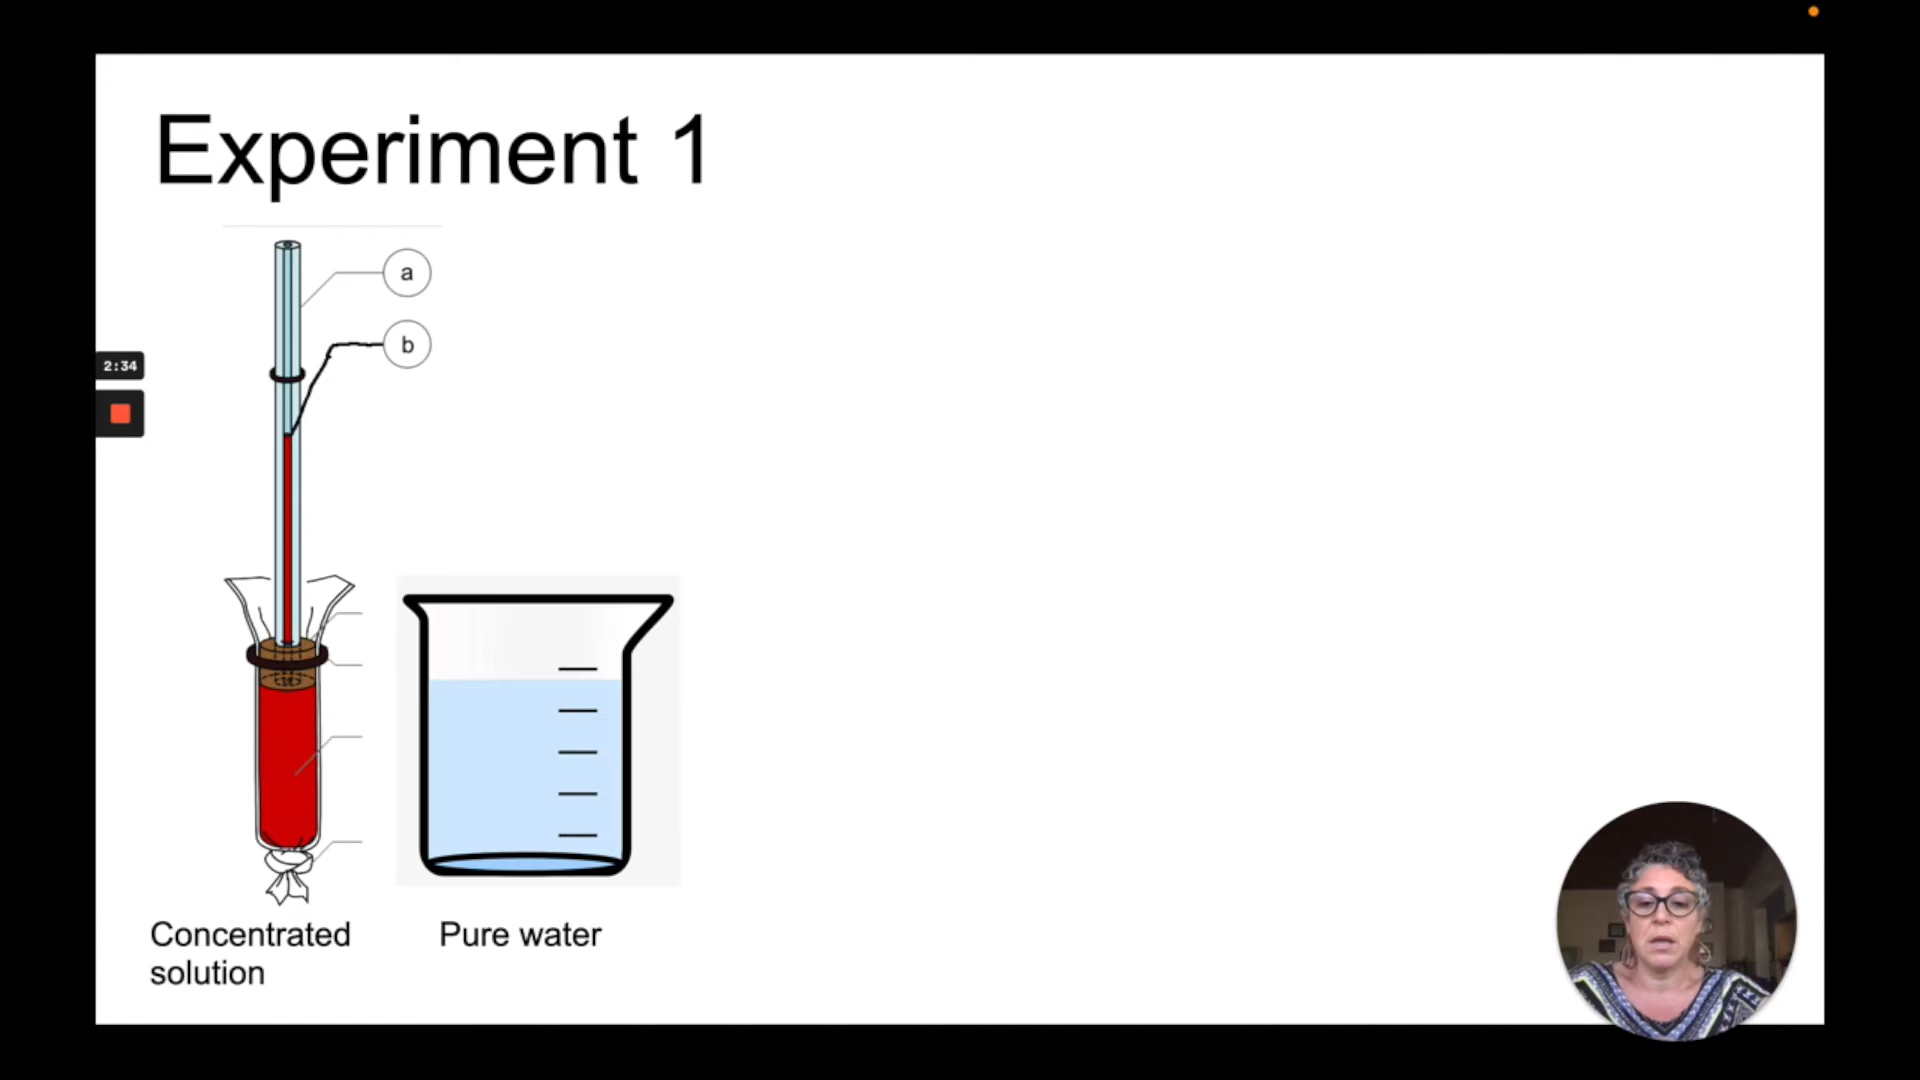 Experiment 1
a
b
2:34
Concentrated
solution
Pure water